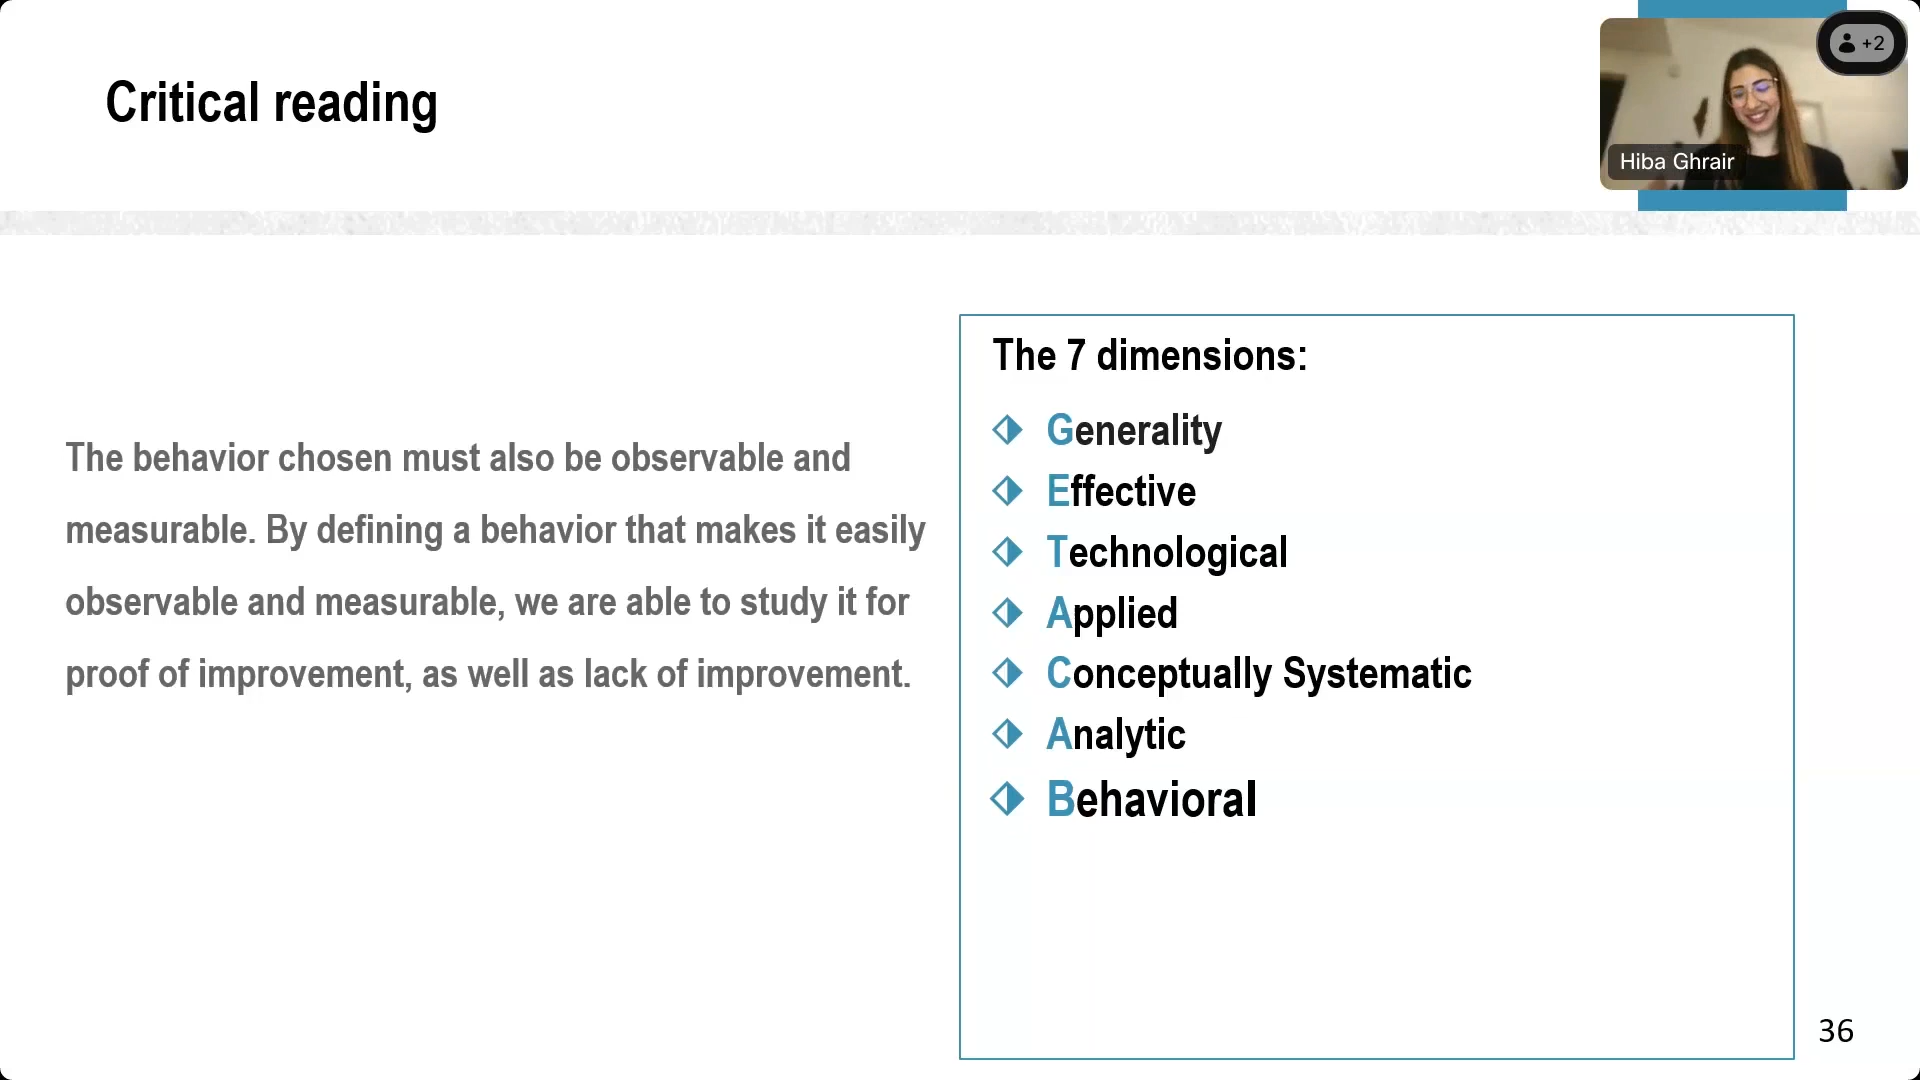 Critical reading
+2
Hiba Ghrair
The behavior chosen must also be observable and
measurable. By defining a behavior that makes it easily
observable and measurable, we are able to study it for
proof of improvement, as well as lack of improvement.
The 7 dimensions:
Generality
Effective
Technological
Applied
Conceptually Systematic
Analytic
Behavioral
36